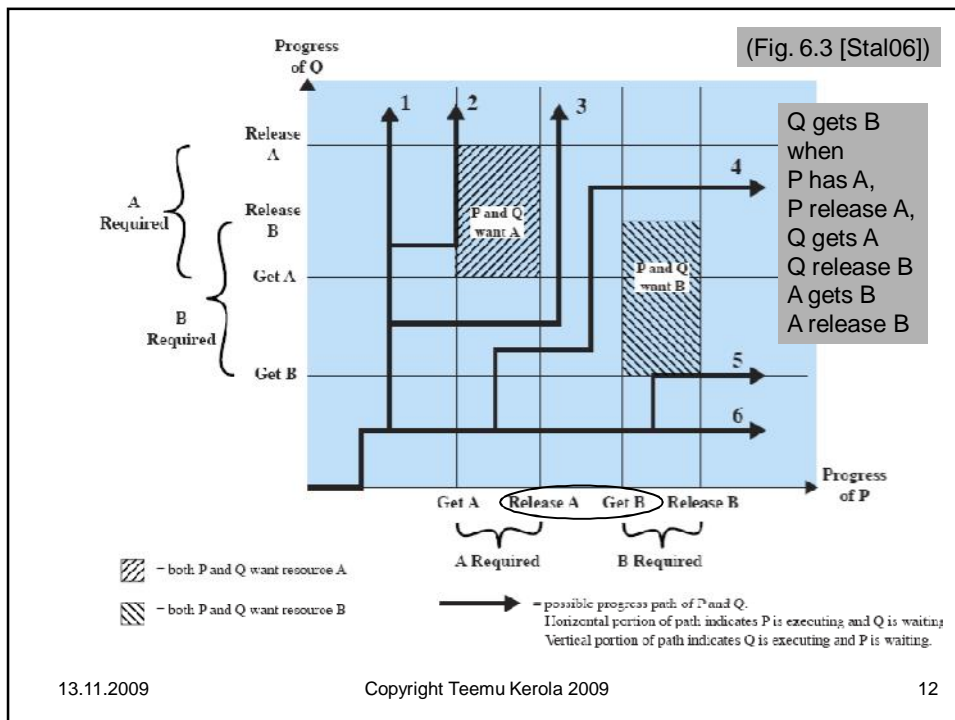 (Fig. 6.3 [Stal06])
Progress
of Q
1
2
3
4
5
6
Release
A
A
Required
Release
B
Get A
B
Required
Get B
P and Q
want A
P and Q
want B
Q gets B
when
P has A,
P release A,
Q gets A
Q release B
A gets B
A release B
Progress
of P
Get A
Release A
Get B
Release B
A Required
B Required
= both P and Q want resource A
= both P and Q want resource B
= possible progress path of P and Q.
Horizontal portion of path indicates P is executing and Q is waiting
Vertical portion of path indicates Q is executing and P is waiting.
13.11.2009
Copyright Teemu Kerola 2009
12